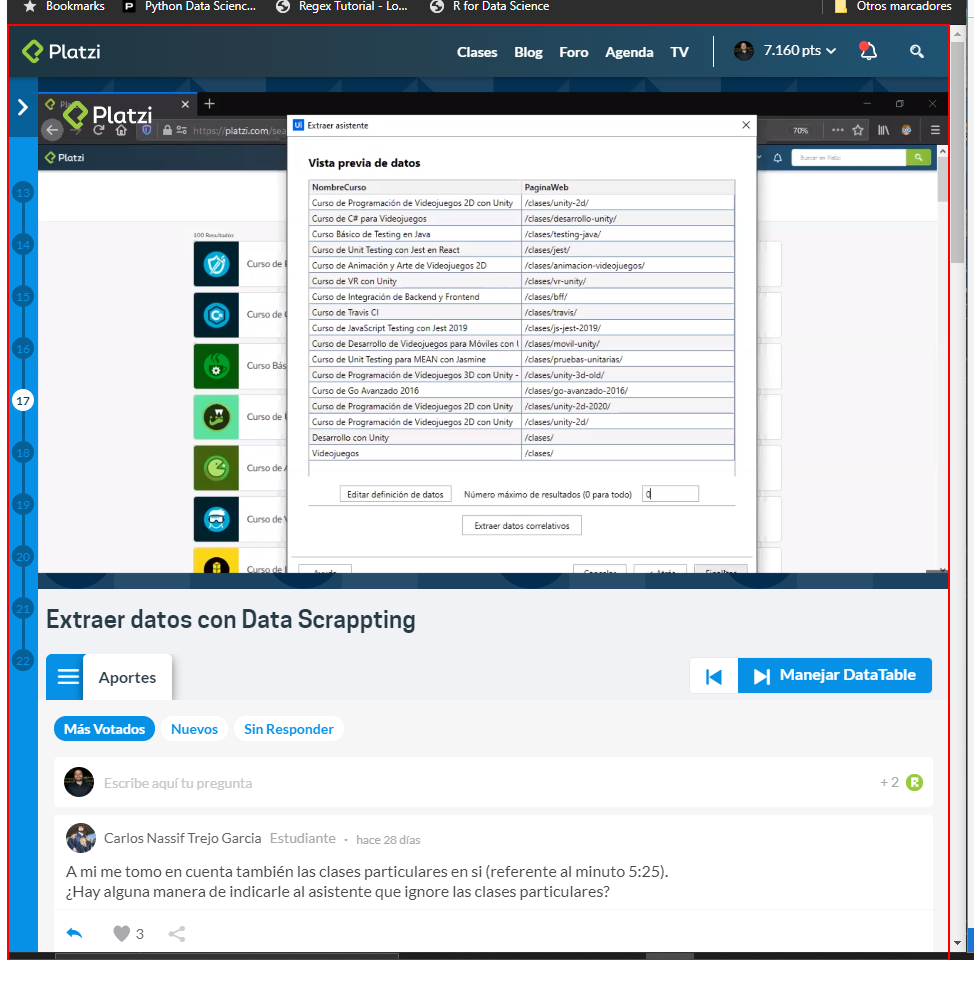 Bookmarks
P Python Data Scienc...
Regex Tutorial - Lo...
R for Data Science
Otros marcadores
Platzi
Clases Blog Foro Agenda TV
7.160 pts
Platzi
https://platzi.com/sea
70%
Platzi
Ui Extraer asistente
Vista previa de datos
NombreCurso PaginaWeb
Curso de Programación de Videojuegos 2D con Unity /clases/unity-2d/
Curso de C# para Videojuegos /clases/desarrollo-unity/
Curso Básico de Testing en Java /clases/testing-java/
Curso de Unit Testing con Jest en React /clases/jest/
Curso de Animación y Arte de Videojuegos 2D /clases/animacion-videojuegos/
Curso de VR con Unity /clases/vr-unity/
Curso de Integración de Backend y Frontend /clases/bff/
Curso de Travis CI /clases/travis/
Curso de JavaScript Testing con Jest 2019 /clases/js-jest-2019/
Curso de Desarrollo de Videojuegos para Móviles con /clases/movil-unity/
Curso de Unit Testing para MEAN con Jasmine /clases/pruebas-unitarias/
Curso de Programación de Videojuegos 3D con Unity - /clases/unity-3d-old/
Curso de Go Avanzado 2016 /clases/go-avanzado-2016/
Curso de Programación de Videojuegos 2D con Unity /clases/unity-2d-2020/
Curso de Programación de Videojuegos 2D con Unity /clases/unity-2d/
Desarrollo con Unity /clases/
Videojuegos /clases/
Editar definición de datos Número máximo de resultados (0 para todo) 0
Extraer datos correlativos
Ayuda Cancelar < Atrás Finalizar
100 Resultados
Curso de
Curso de
Curso Bás
Curso de
Curso de
Curso de
Curso de
13
14
15
16
17
18
19
20
21
22
Extraer datos con Data Scrappting
Aportes
Manejar DataTable
Más Votados Nuevos Sin Responder
Escribe aquí tu pregunta
+ 2
Carlos Nassif Trejo Garcia Estudiante · hace 28 días
A mi me tomo en cuenta también las clases particulares en si (referente al minuto 5:25).
¿Hay alguna manera de indicarle al asistente que ignore las clases particulares?
3